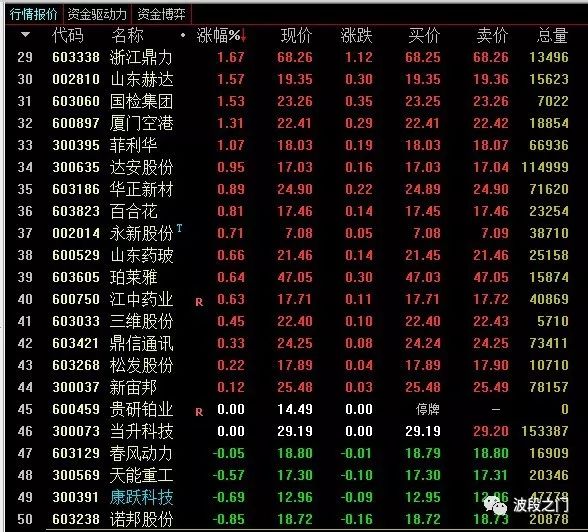 行情报价 资金驱动力 资金博弈
代码 名称 涨幅%↓ 现价 涨跌 买价 卖价 总量
29 603338 浙江鼎力 1.67 68.26 1.12 68.25 68.26 13496
30 002810 山东赫达 1.57 19.35 0.30 19.35 19.36 15623
31 603060 国检集团 1.53 23.26 0.35 23.25 23.26 7022
32 600897 厦门空港 1.31 22.41 0.29 22.41 22.42 18854
33 300395 菲利华 1.07 18.03 0.19 18.03 18.07 66936
34 300635 达安股份 0.95 17.03 0.16 17.03 17.04 114999
35 603186 华正新材 0.89 24.90 0.22 24.89 24.90 71620
36 603823 百合花 0.81 17.46 0.14 17.45 17.46 23254
37 002014 永新股份T 0.71 7.08 0.05 7.08 7.09 38710
38 600529 山东药玻 0.66 21.46 0.14 21.45 21.46 25158
39 603605 珀莱雅 0.64 47.05 0.30 47.03 47.05 15874
40 600750 江中药业 R 0.63 17.71 0.11 17.71 17.72 40869
41 603033 三维股份 0.45 22.40 0.10 22.40 22.43 5710
42 603421 鼎信通讯 0.33 24.25 0.08 24.24 24.25 73411
43 603268 松发股份 0.22 17.89 0.04 17.89 17.90 10710
44 300037 新宙邦 0.12 25.48 0.03 25.48 25.49 78157
45 600459 贵研铂业 R 0.00 14.49 0.00 停牌 — 0
46 300073 当升科技 0.00 29.19 0.00 29.19 29.20 153387
47 603129 春风动力 -0.05 18.80 -0.01 18.79 18.80 16909
48 300569 天能重工 -0.57 17.30 -0.10 17.30 17.31 20346
49 300391 康跃科技 -0.69 12.96 -0.09 12.95
50 603238 诺邦股份 -0.85 18.72 -0.16 18.72 18.73 20878
波段之门